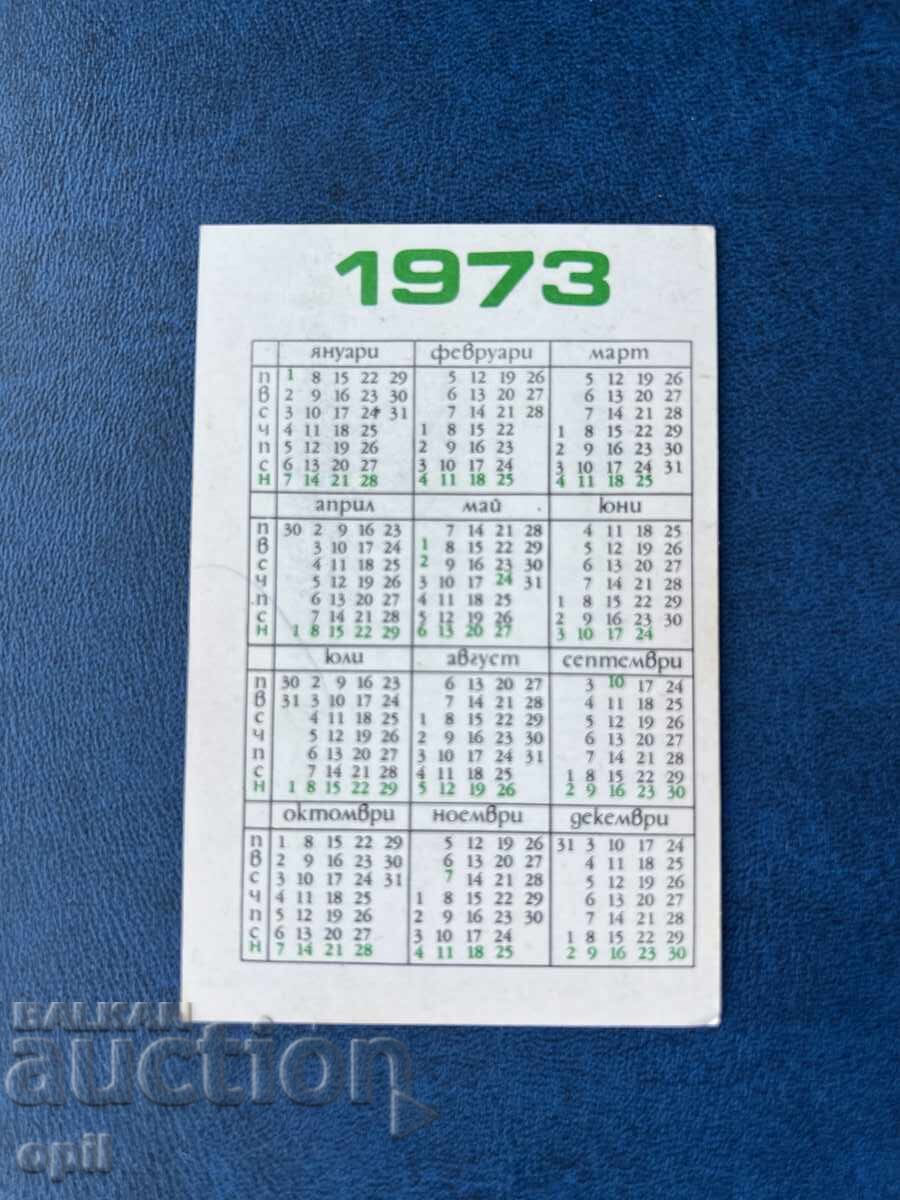 1973
януари февруари март
П 1 8 15 22 29 5 12 19 26 5 12 19 26
В 2 9 16 23 30 6 13 20 27 6 13 20 27
С 3 10 17 24 31 7 14 21 28 7 14 21 28
Ч 4 11 18 25 1 8 15 22 1 8 15 22 29
П 5 12 19 26 2 9 16 23 2 9 16 23 30
С 6 13 20 27 3 10 17 24 3 10 17 24 31
Н 7 14 21 28 4 11 18 25 4 11 18 25
април май юни
П 30 2 9 16 23 7 14 21 28 4 11 18 25
В 3 10 17 24 1 8 15 22 29 5 12 19 26
С 4 11 18 25 2 9 16 23 30 6 13 20 27
Ч 5 12 19 26 3 10 17 24 31 7 14 21 28
П 6 13 20 27 4 11 18 25 1 8 15 22 29
С 7 14 21 28 5 12 19 26 2 9 16 23 30
Н 1 8 15 22 29 6 13 20 27 3 10 17 24
юли август септември
П 30 2 9 16 23 6 13 20 27 3 10 17 24
В 31 3 10 17 24 7 14 21 28 4 11 18 25
С 4 11 18 25 1 8 15 22 29 5 12 19 26
Ч 5 12 19 26 2 9 16 23 30 6 13 20 27
П 6 13 20 27 3 10 17 24 31 7 14 21 28
С 7 14 21 28 4 11 18 25 1 8 15 22 29
Н 1 8 15 22 29 5 12 19 26 2 9 16 23 30
октомври ноември декември
П 1 8 15 22 29 5 12 19 26 31 3 10 17 24
В 2 9 16 23 30 6 13 20 27 4 11 18 25
С 3 10 17 24 31 7 14 21 28 5 12 19 26
Ч 4 11 18 25 1 8 15 22 29 6 13 20 27
П 5 12 19 26 2 9 16 23 30 7 14 21 28
С 6 13 20 27 3 10 17 24 1 8 15 22 29
Н 7 14 21 28 4 11 18 25 2 9 16 23 30
BALKAN
auction
opil